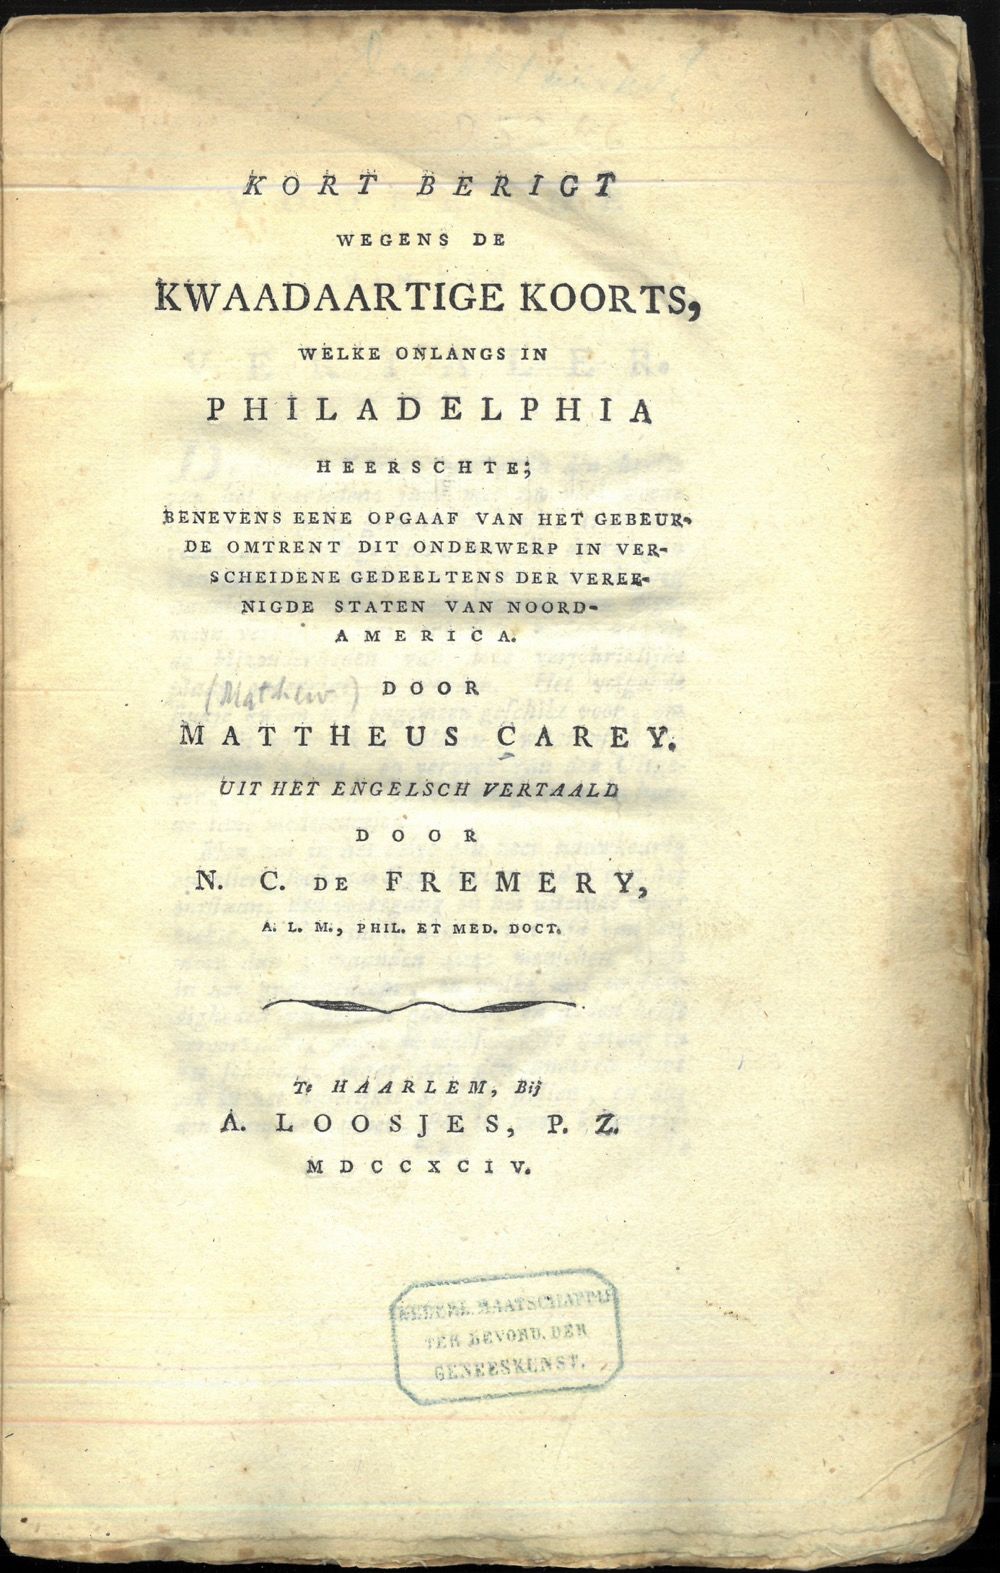 KORT BERIGT
WEGENS DE
KWAADAARTIGE KOORTS,
WELKE ONLANGS IN
PHILADELPHIA
HEERSCHTE;
BENEVENS EENE OPGAAF VAN HET GEBEUR-
DE OMTRENT DIT ONDERWERP IN VER-
SCHEIDENE GEDEELTENS DER VEREE-
NIGDE STATEN VAN NOORD-
AMERICA.
DOOR
(Mathew)
MATTHEUS CAREY.
UIT HET ENGELSCH VERTAALD
DOOR
N. C. DE FREMERY,
A. L. M., PHIL. ET MED. DOCT.
Te HAARLEM, Bij
A. LOOSJES, P. Z.
MDCCXCIV.
NEDERL. MAATSCHAPPIJ
TER BEVORD. DER
GENEESKUNST.